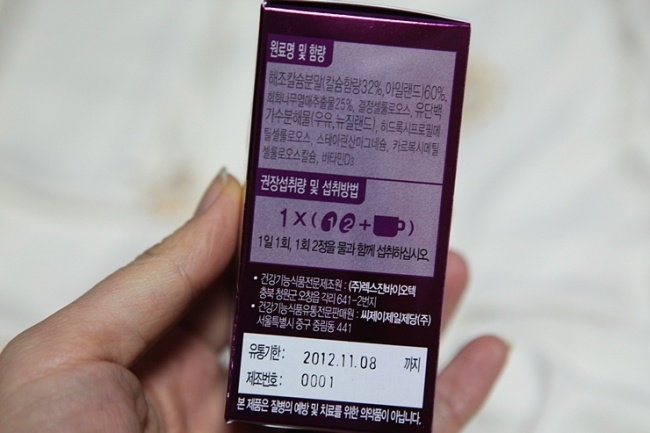 원료명 및 함량
해조칼슘분말(칼슘함량32%, 아일랜드)60%,
회화나무열매추출물25%, 결정셀룰로오스, 유단백
가수분해물(우유,뉴질랜드), 히드록시프로필메
틸셀룰로오스, 스테아린산마그네슘, 카르복시메틸
셀룰로오스칼슘, 비타민D₃
권장섭취량 및 섭취방법
1 X ( 1 2 + )
1일 1회, 1회 2정을 물과 함께 섭취하십시오.
• 건강기능식품전문제조원 : (주)렉스진바이오텍
충북 청원군 오창읍 각리 641-2번지
• 건강기능식품유통전문판매원 : 씨제이제일제당(주)
서울특별시 중구 중림동 441
유통기한 : 2012.11.08 까지
제조번호 : 0001
본 제품은 질병의 예방 및 치료를 위한 의약품이 아닙니다.